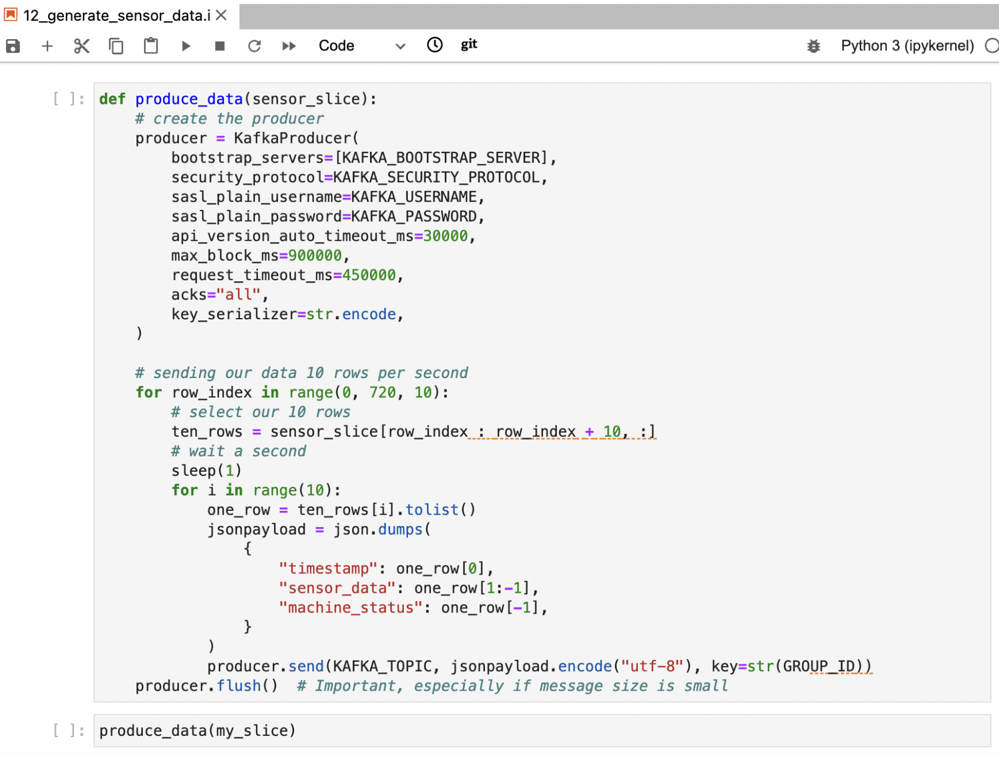 12_generate_sensor_data.i
Code git Python 3 (ipykernel)
[ ]: def produce_data(sensor_slice):
# create the producer
producer = KafkaProducer(
bootstrap_servers=[KAFKA_BOOTSTRAP_SERVER],
security_protocol=KAFKA_SECURITY_PROTOCOL,
sasl_plain_username=KAFKA_USERNAME,
sasl_plain_password=KAFKA_PASSWORD,
api_version_auto_timeout_ms=30000,
max_block_ms=900000,
request_timeout_ms=450000,
acks="all",
key_serializer=str.encode,
)
# sending our data 10 rows per second
for row_index in range(0, 720, 10):
# select our 10 rows
ten_rows = sensor_slice[row_index : row_index + 10, :]
# wait a second
sleep(1)
for i in range(10):
one_row = ten_rows[i].tolist()
jsonpayload = json.dumps(
{
"timestamp": one_row[0],
"sensor_data": one_row[1:-1],
"machine_status": one_row[-1],
}
)
producer.send(KAFKA_TOPIC, jsonpayload.encode("utf-8"), key=str(GROUP_ID))
producer.flush() # Important, especially if message size is small
[ ]: produce_data(my_slice)